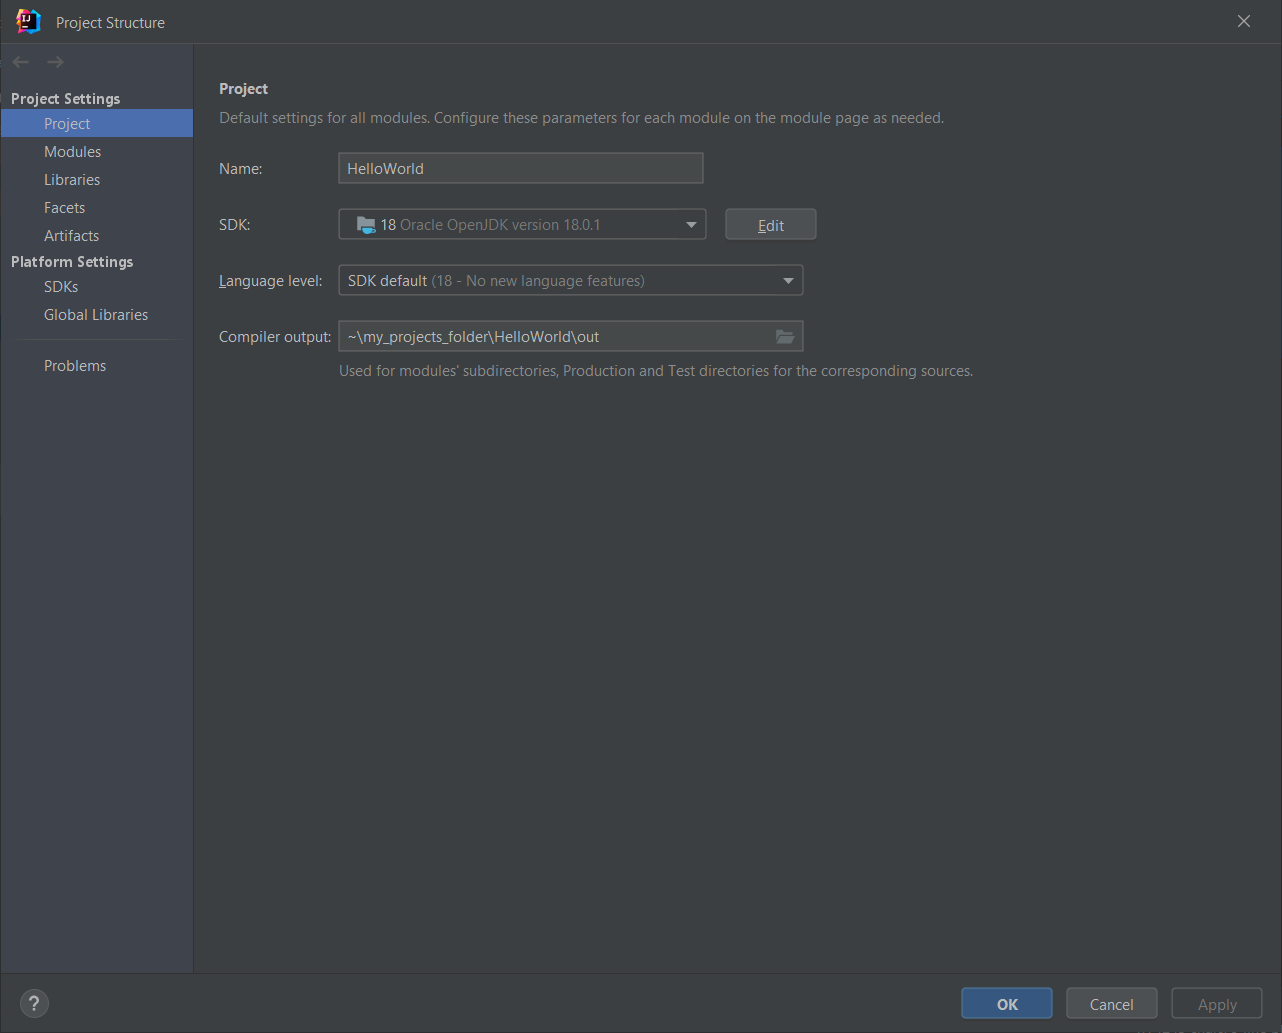 Project Structure
Project Settings
Project
Modules
Libraries
Facets
Artifacts
Platform Settings
SDKs
Global Libraries
Problems
Project
Default settings for all modules. Configure these parameters for each module on the module page as needed.
Name: HelloWorld
SDK: 18 Oracle OpenJDK version 18.0.1 Edit
Language level: SDK default (18 - No new language features)
Compiler output: ~\my_projects_folder\HelloWorld\out
Used for modules' subdirectories, Production and Test directories for the corresponding sources.
? OK Cancel Apply